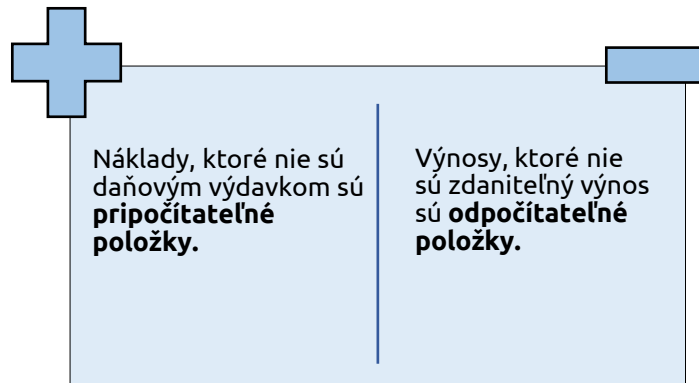 Náklady, ktoré nie sú
daňovým výdavkom sú
pripočítateľné
položky.
Výnosy, ktoré nie
sú zdaniteľný výnos
sú odpočítateľné
položky.